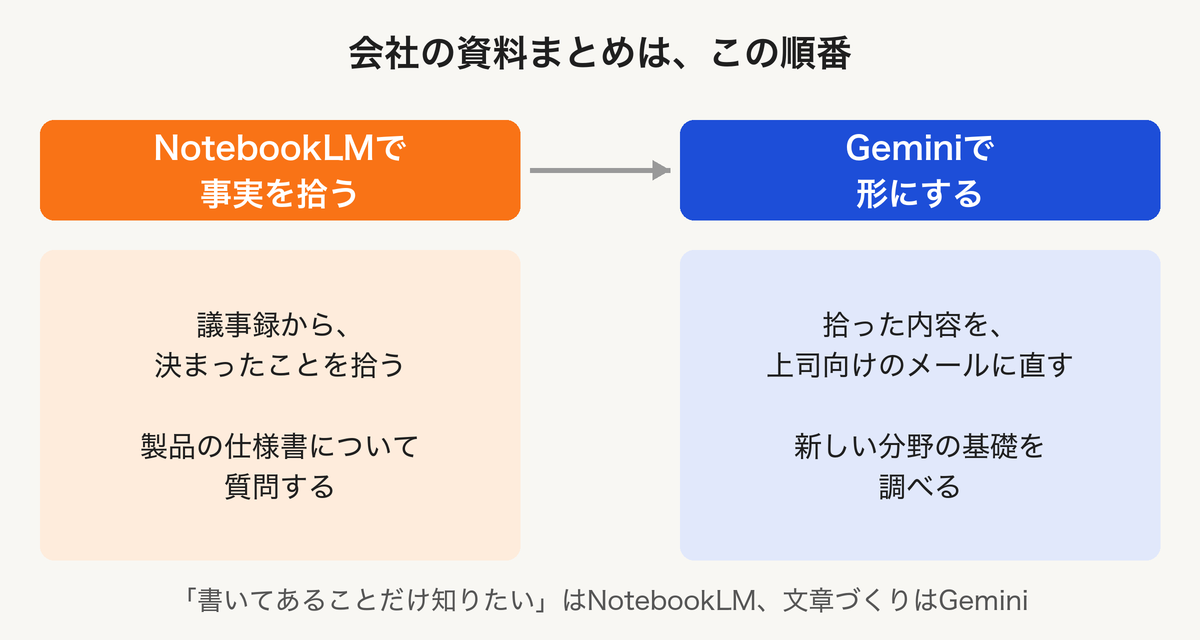 会社の資料まとめは、この順番
NotebookLMで
事実を拾う
Geminiで
形にする
議事録から、
決まったことを拾う
製品の仕様書について
質問する
拾った内容を、
上司向けのメールに直す
新しい分野の基礎を
調べる
「書いてあることだけ知りたい」はNotebookLM、文章づくりはGemini